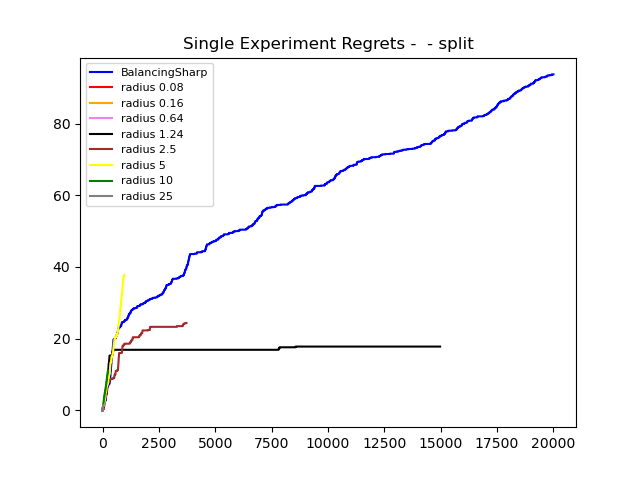 Single Experiment Regrets -  - split
BalancingSharp
radius 0.08
radius 0.16
radius 0.64
radius 1.24
radius 2.5
radius 5
radius 10
radius 25
80
60
40
20
0
0 2500 5000 7500 10000 12500 15000 17500 20000